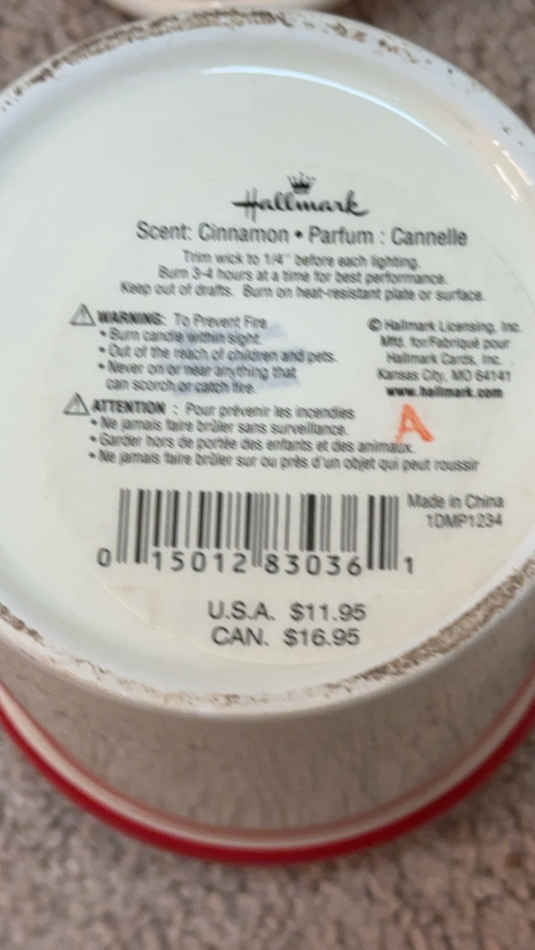 Hallmark
Scent: Cinnamon • Parfum : Cannelle
Trim wick to 1/4" before each lighting.
Burn 3-4 hours at a time for best performance.
Keep out of drafts. Burn on heat-resistant plate or surface.
WARNING: To Prevent Fire
• Burn candle within sight.
• Out of the reach of children and pets.
• Never on or near anything that
can scorch or catch fire.
© Hallmark Licensing, Inc.
Mfd. for/Fabriqué pour
Hallmark Cards, Inc.
Kansas City, MO 64141
www.hallmark.com
A
ATTENTION : Pour prévenir les incendies
• Ne jamais faire brûler sans surveillance.
• Garder hors de portée des enfants et des animaux.
• Ne jamais faire brûler sur ou près d'un objet qui peut roussir
Made in China
1DMP1234
0 15012 83036 1
U.S.A. $11.95
CAN. $16.95